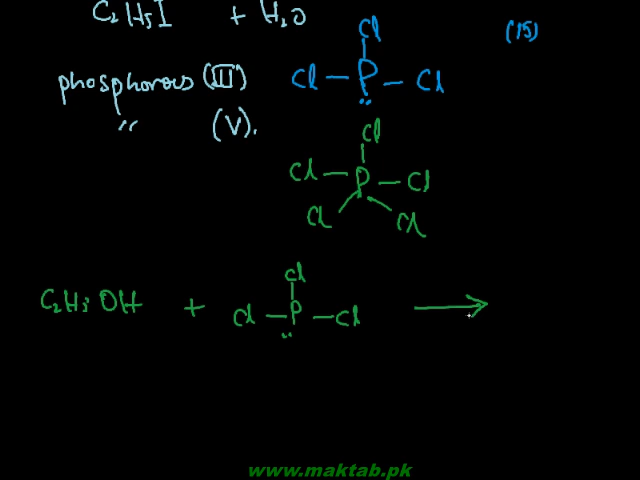 C₂H₅I + H₂O
(15)
phosphorous (III)
" (V).
Cl
Cl — P — Cl
Cl
Cl — P — Cl
Cl Cl
Cl
C₂H₅OH + Cl — P — Cl →
www.maktab.pk